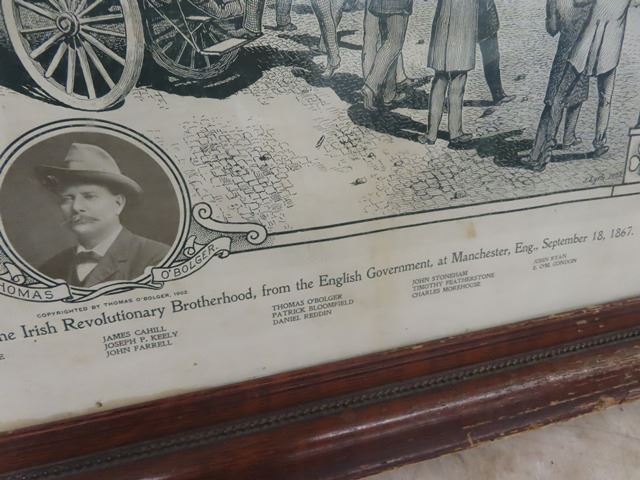 THOMAS O'BOLGER.
COPYRIGHTED BY THOMAS O'BOLGER, 1902
he Irish Revolutionary Brotherhood, from the English Government, at Manchester, Eng., September 18, 1867.
JAMES CAHILL
JOSEPH P. KEELY
JOHN FARRELL
THOMAS O'BOLGER
PATRICK BLOOMFIELD
DANIEL REDDIN
JOHN STONEHAM
TIMOTHY FEATHERSTONE
CHARLES MOREHOUSE
JOHN RYAN
E. O'M. CONDON